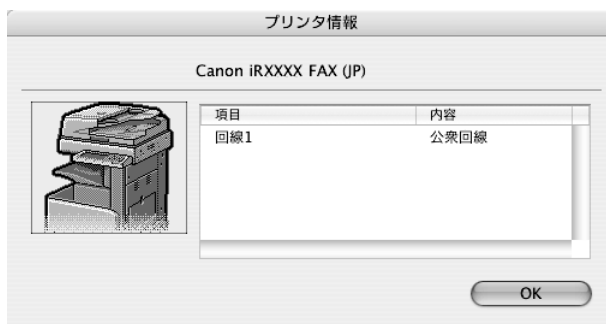 プリンタ情報
Canon iRXXXX FAX (JP)
項目 内容
回線1 公衆回線
OK